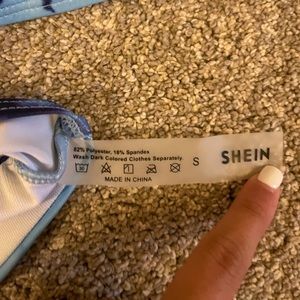 82% Polyester, 18% Spandex
Wash Dark Colored Clothes Separately
S
SHEIN
MADE IN CHINA